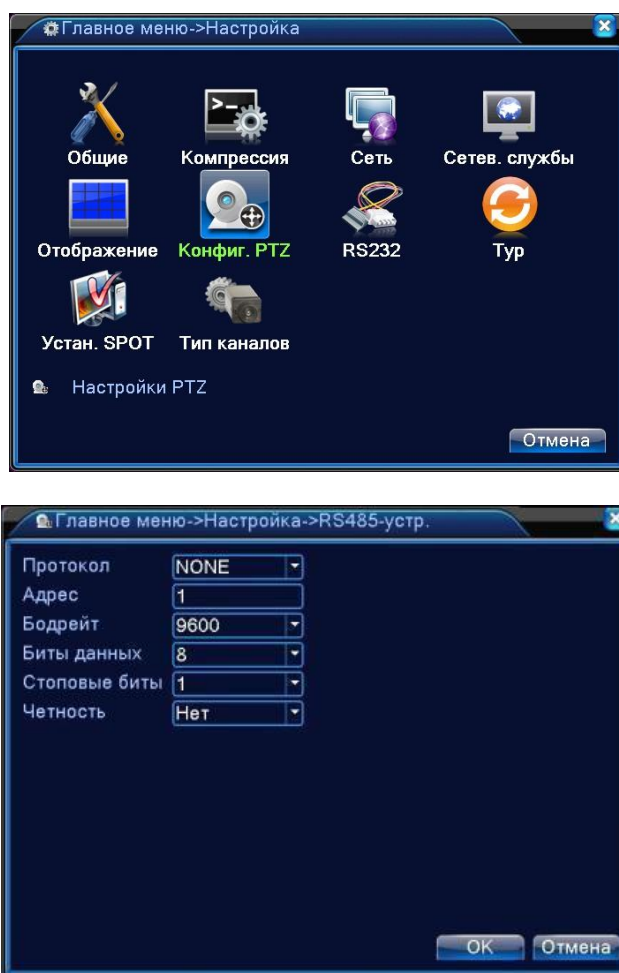 Главное меню->Настройка
Общие Компрессия Сеть Сетев. службы
Отображение Конфиг. PTZ RS232 Тур
Устан. SPOT Тип каналов
Настройки PTZ
Отмена
Главное меню->Настройка->RS485-устр.
Протокол NONE
Адрес 1
Бодрейт 9600
Биты данных 8
Стоповые биты 1
Четность Нет
OK Отмена